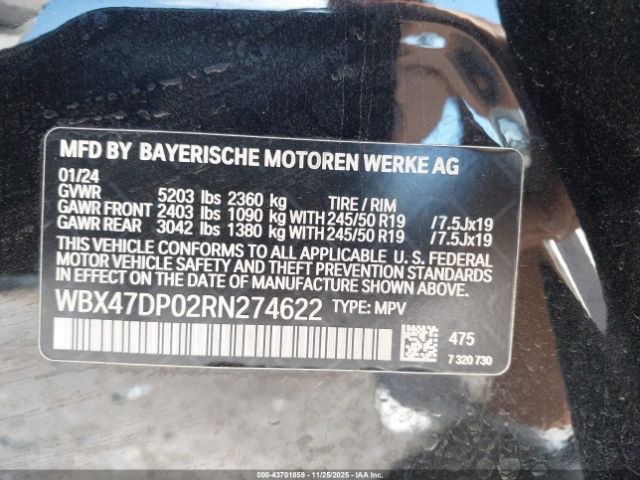 MFD BY BAYERISCHE MOTOREN WERKE AG
01/24
GVWR 5203 lbs 2360 kg TIRE / RIM
GAWR FRONT 2403 lbs 1090 kg WITH 245/50 R19 /7.5Jx19
GAWR REAR 3042 lbs 1380 kg WITH 245/50 R19 /7.5Jx19
THIS VEHICLE CONFORMS TO ALL APPLICABLE U. S. FEDERAL
MOTOR VEHICLE SAFETY AND THEFT PREVENTION STANDARDS
IN EFFECT ON THE DATE OF MANUFACTURE SHOWN ABOVE.
WBX47DP02RN274622 TYPE: MPV
475
7 320 730
000-43701859 - 11/25/2025 - IAA.CA